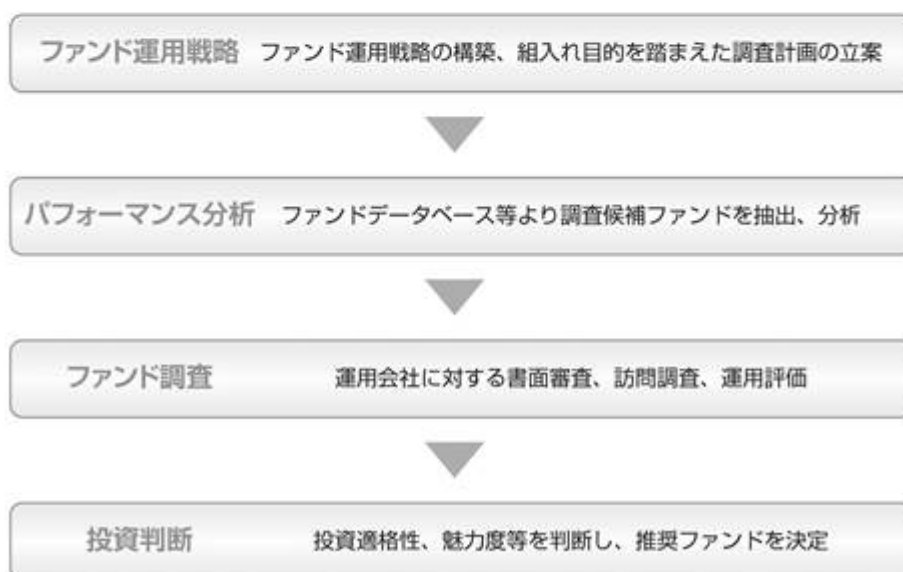 ファンド運用戦略 ファンド運用戦略の構築、組入れ目的を踏まえた調査計画の立案
パフォーマンス分析 ファンドデータベース等より調査候補ファンドを抽出、分析
ファンド調査 運用会社に対する書面審査、訪問調査、運用評価
投資判断 投資適格性、魅力度等を判断し、推奨ファンドを決定